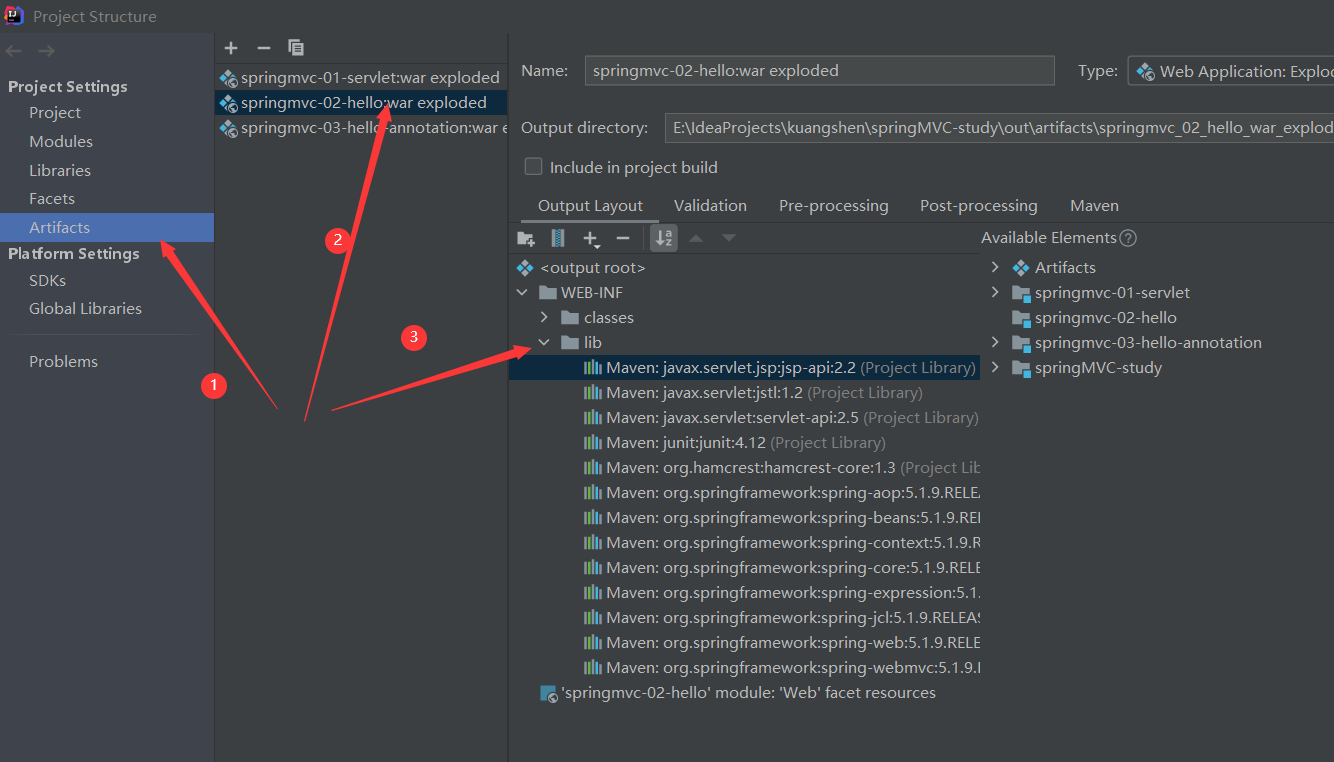 Project Structure
Project Settings
Project
Modules
Libraries
Facets
Artifacts
Platform Settings
SDKs
Global Libraries
Problems
springmvc-01-servlet:war exploded
springmvc-02-hello:war exploded
springmvc-03-hello-annotation:war e
Name: springmvc-02-hello:war exploded Type: Web Application: Explo
Output directory: E:\IdeaProjects\kuangshen\springMVC-study\out\artifacts\springmvc_02_hello_war_explod
Include in project build
Output Layout Validation Pre-processing Post-processing Maven
<output root>
WEB-INF
classes
lib
Maven: javax.servlet.jsp:jsp-api:2.2 (Project Library)
Maven: javax.servlet:jstl:1.2 (Project Library)
Maven: javax.servlet:servlet-api:2.5 (Project Library)
Maven: junit:junit:4.12 (Project Library)
Maven: org.hamcrest:hamcrest-core:1.3 (Project Lib
Maven: org.springframework:spring-aop:5.1.9.RELE
Maven: org.springframework:spring-beans:5.1.9.REI
Maven: org.springframework:spring-context:5.1.9.R
Maven: org.springframework:spring-core:5.1.9.RELE
Maven: org.springframework:spring-expression:5.1.
Maven: org.springframework:spring-jcl:5.1.9.RELEAS
Maven: org.springframework:spring-web:5.1.9.RELE
Maven: org.springframework:spring-webmvc:5.1.9.
'springmvc-02-hello' module: 'Web' facet resources
Available Elements ?
Artifacts
springmvc-01-servlet
springmvc-02-hello
springmvc-03-hello-annotation
springMVC-study
1
2
3